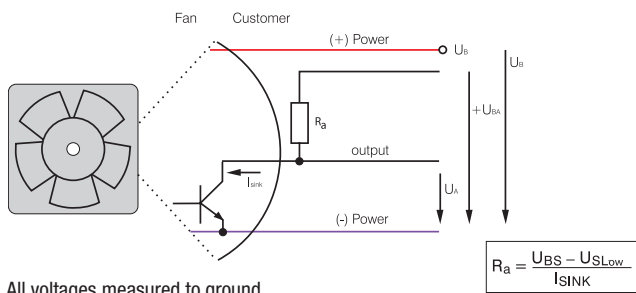 Fan Customer
(+) Power
UB
UB
Ra
+UBA
output
Isink
UA
(-) Power
Ra = UBS – USLow
ISINK
All voltages measured to ground